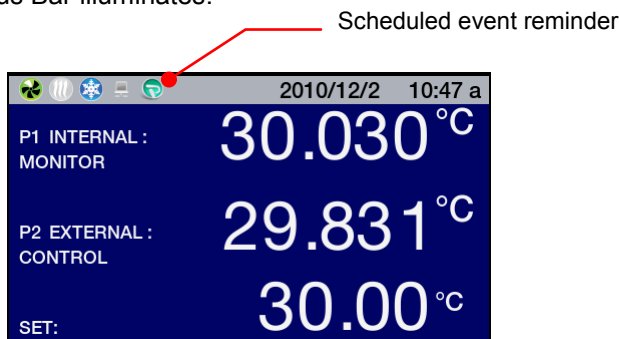 us Bar illuminates.
Scheduled event reminder
2010/12/2 10:47 a
P1 INTERNAL :
MONITOR
30.030°C
P2 EXTERNAL :
CONTROL
29.831°C
SET:
30.00°C